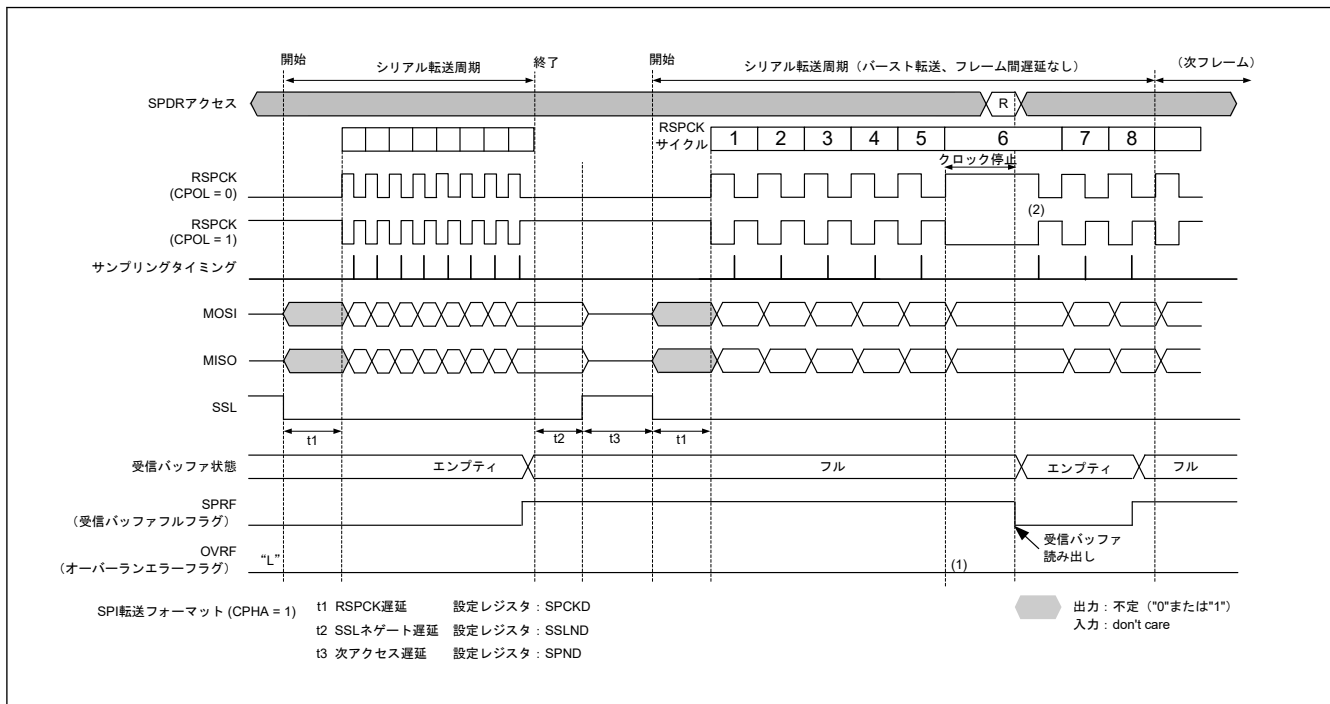 開始
シリアル転送周期
終了
開始
シリアル転送周期（バースト転送、フレーム間遅延なし）
（次フレーム）
SPDRアクセス
R
RSPCK
サイクル
1 2 3 4 5 6 7 8
クロック停止
RSPCK
(CPOL = 0)
(2)
RSPCK
(CPOL = 1)
サンプリングタイミング
MOSI
MISO
SSL
t1
t2
t3
t1
受信バッファ状態
エンプティ
フル
エンプティ
フル
SPRF
（受信バッファフルフラグ）
受信バッファ
読み出し
OVRF
（オーバーランエラーフラグ）
“L”
(1)
SPI転送フォーマット (CPHA = 1)
t1 RSPCK遅延 設定レジスタ：SPCKD
t2 SSLネゲート遅延 設定レジスタ：SSLND
t3 次アクセス遅延 設定レジスタ：SPND
出力：不定（"0"または"1"）
入力：don't care